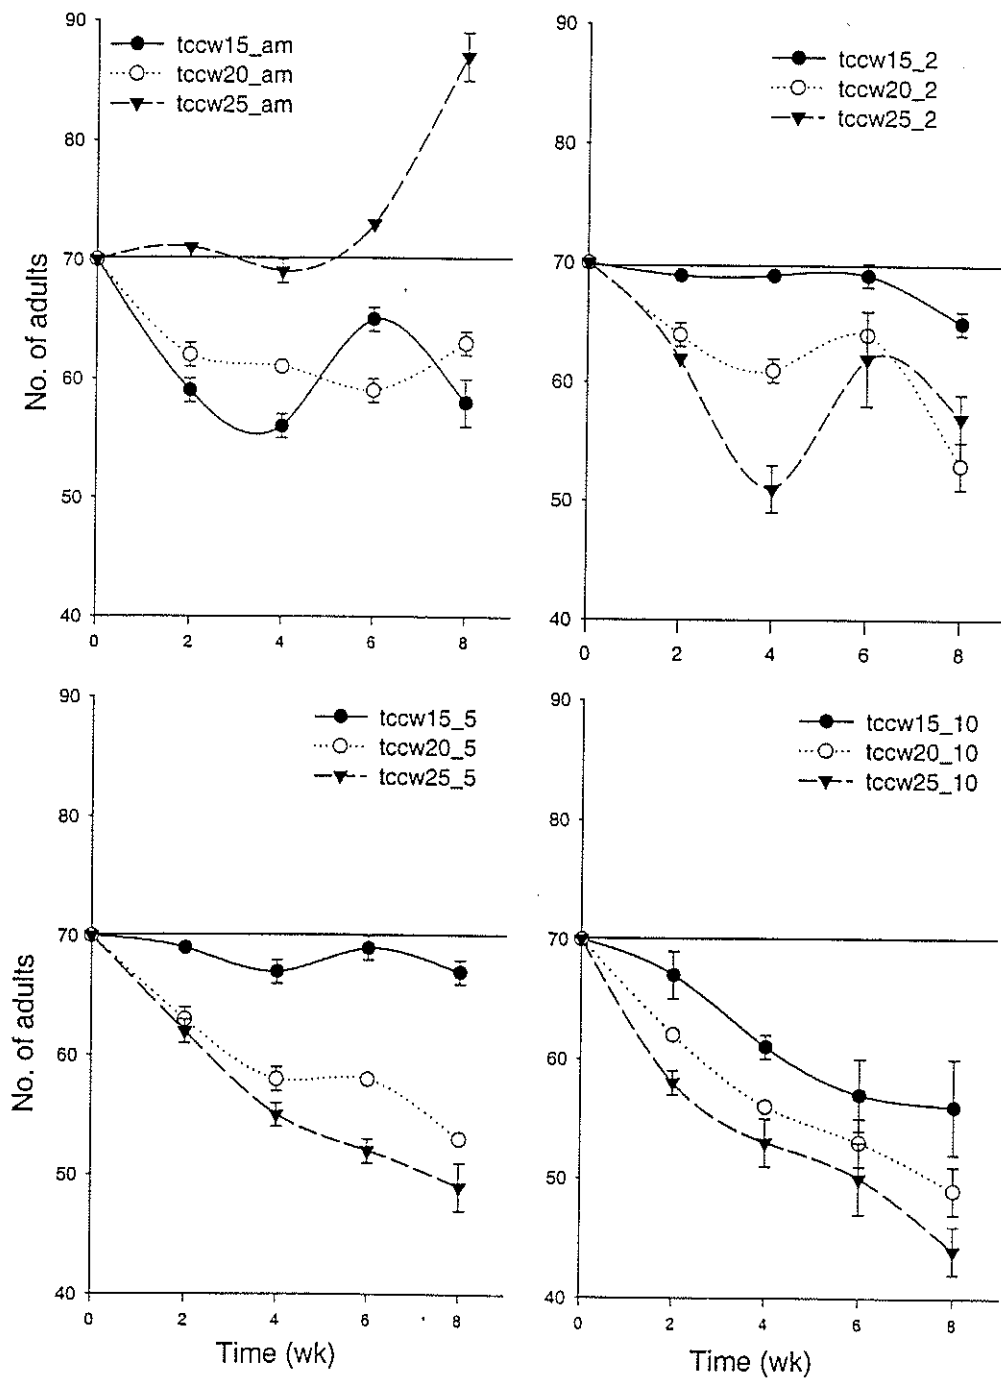 90
tccw15_am
tccw20_am
tccw25_am
80
70
60
50
40
No. of adults
0 2 4 6 8
90
tccw15_2
tccw20_2
tccw25_2
80
70
60
50
40
0 2 4 6 8
90
tccw15_5
tccw20_5
tccw25_5
80
70
60
50
40
No. of adults
0 2 4 6 8
Time (wk)
90
tccw15_10
tccw20_10
tccw25_10
80
70
60
50
40
0 2 4 6 8
Time (wk)